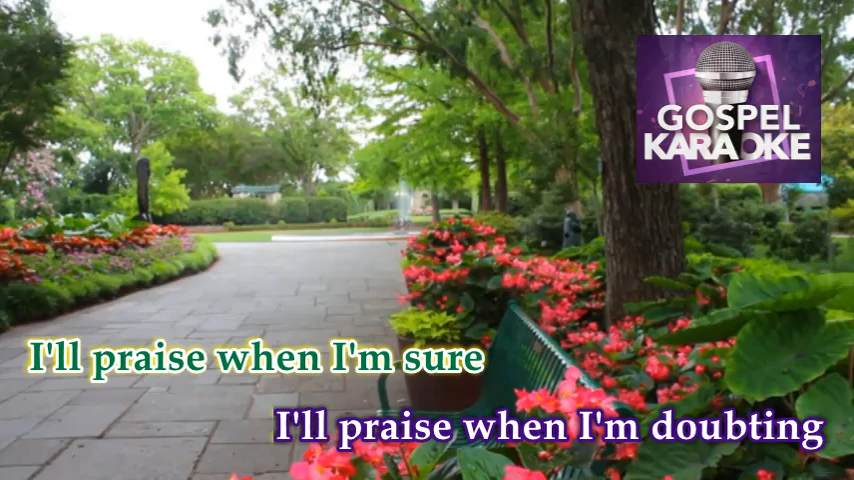 GOSPEL
KARAOKE
I'll praise when I'm sure
I'll praise when I'm doubting